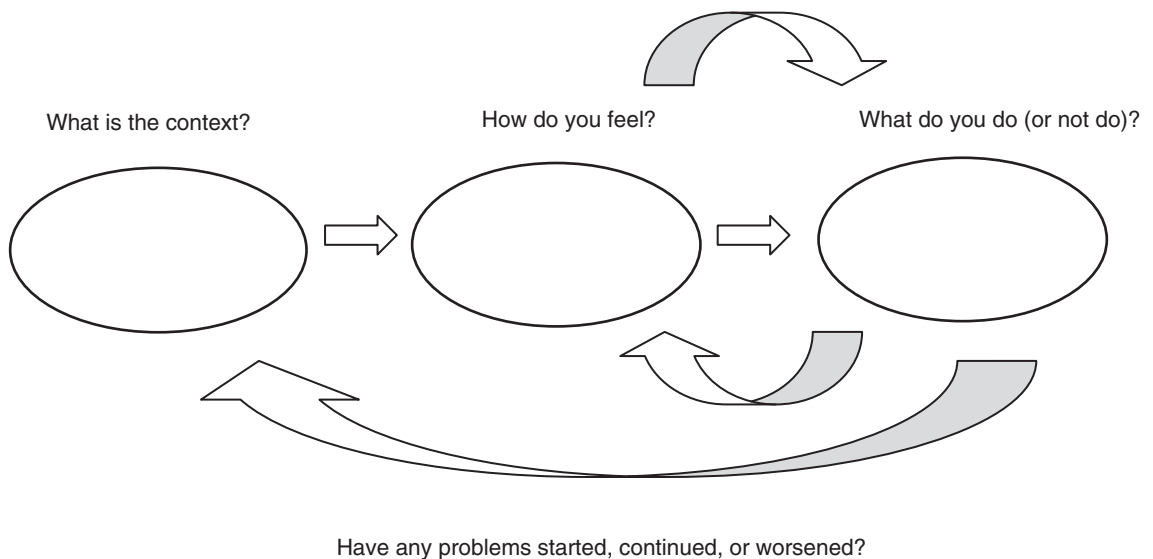 What is the context?
How do you feel?
What do you do (or not do)?
Have any problems started, continued, or worsened?